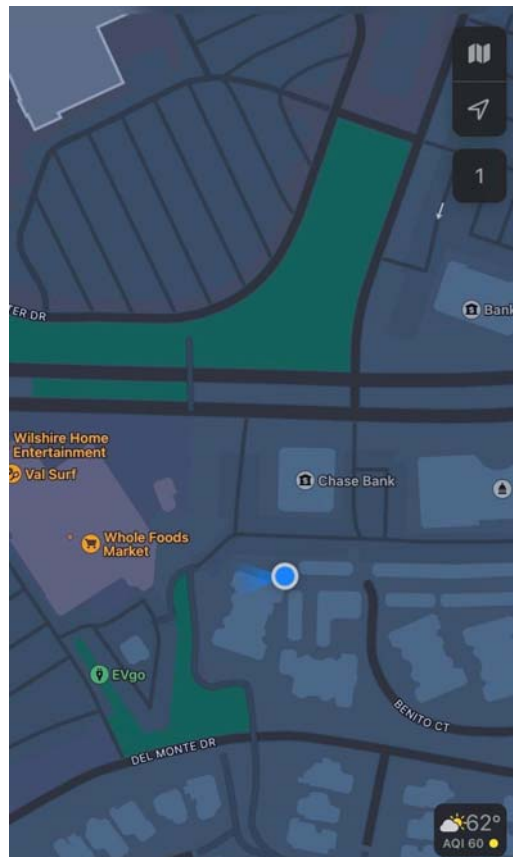 1
TER DR
Bank
Wilshire Home
Entertainment
Val Surf
Chase Bank
Whole Foods
Market
EVgo
BENITO CT
DEL MONTE DR
62°
AQI 60